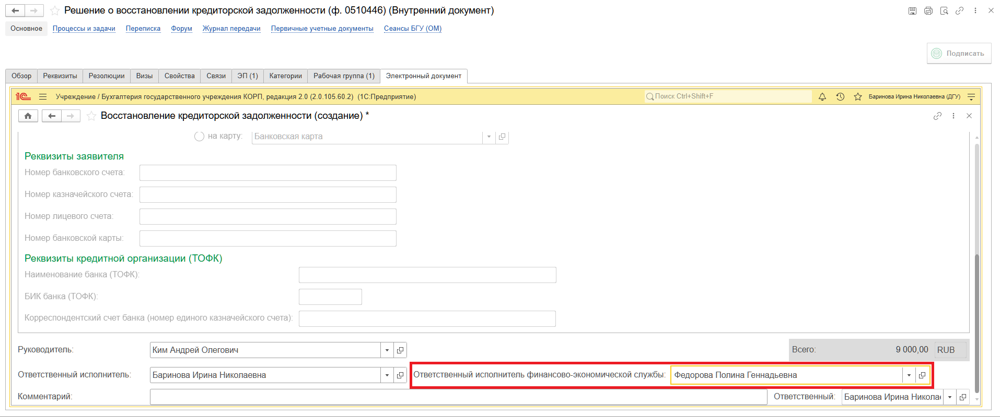 Решение о восстановлении кредиторской задолженности (ф. 0510446) (Внутренний документ)
Основное Процессы и задачи Переписка Форум Журнал передачи Первичные учетные документы Сеансы БГУ (ОМ)
Подписать
Обзор Реквизиты Резолюции Визы Свойства Связи ЭП (1) Категории Рабочая группа (1) Электронный документ
1С Учреждение / Бухгалтерия государственного учреждения КОРП, редакция 2.0 (2.0.105.60.2) (1С:Предприятие) Поиск Ctrl+Shift+F Баринова Ирина Николаевна (ДГУ)
Восстановление кредиторской задолженности (создание) *
на карту: Банковская карта
Реквизиты заявителя
Номер банковского счета:
Номер казначейского счета:
Номер лицевого счета:
Номер банковской карты:
Реквизиты кредитной организации (ТОФК)
Наименование банка (ТОФК):
БИК банка (ТОФК):
Корреспондентский счет банка (номер единого казначейского счета):
Руководитель: Ким Андрей Олегович Всего: 9 000,00 RUB
Ответственный исполнитель: Баринова Ирина Николаевна Ответственный исполнитель финансово-экономической службы: Федорова Полина Геннадьевна
Комментарий: Ответственный: Баринова Ирина Никола